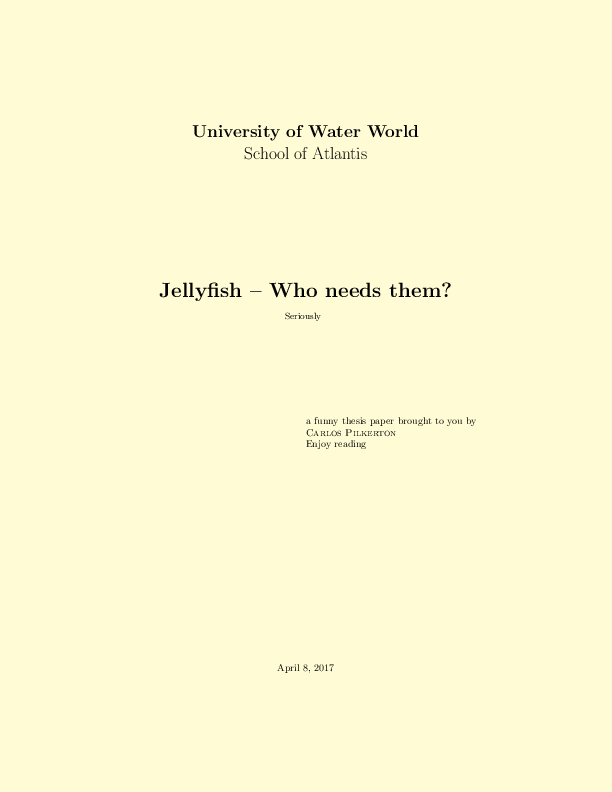 University of Water World
School of Atlantis
Jellyfish – Who needs them?
Seriously
a funny thesis paper brought to you by
Carlos Pilkerton
Enjoy reading
April 8, 2017